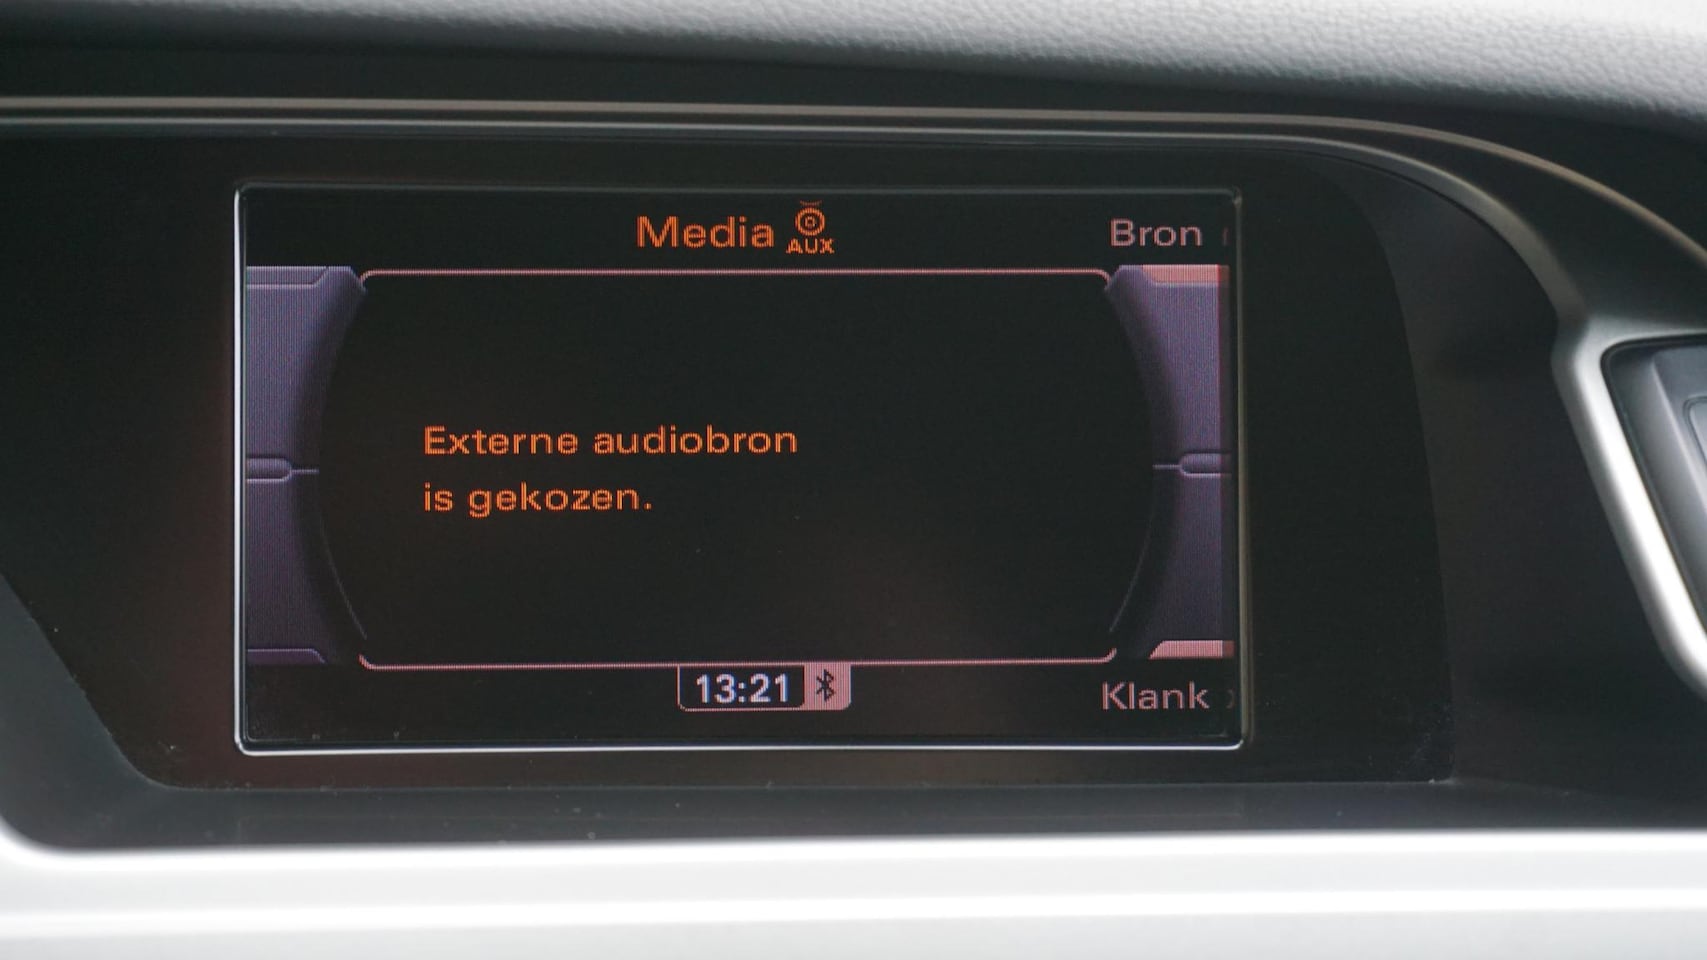 Media AUX
Bron
Externe audiobron
is gekozen.
13:21
Klank